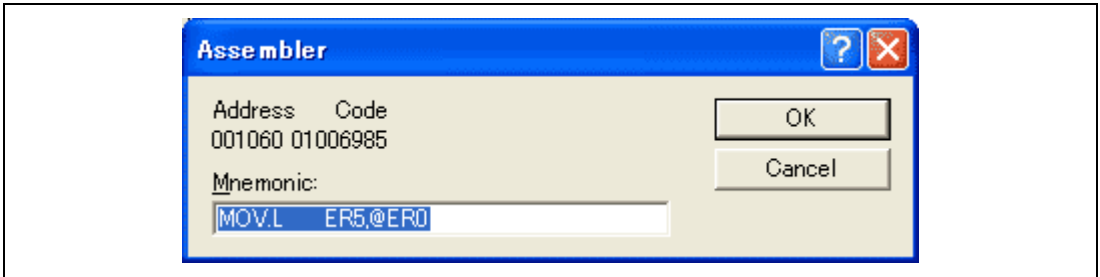 Assembler
Address Code
001060 01006985
Mnemonic:
MOV.L ER5,@ER0
OK
Cancel